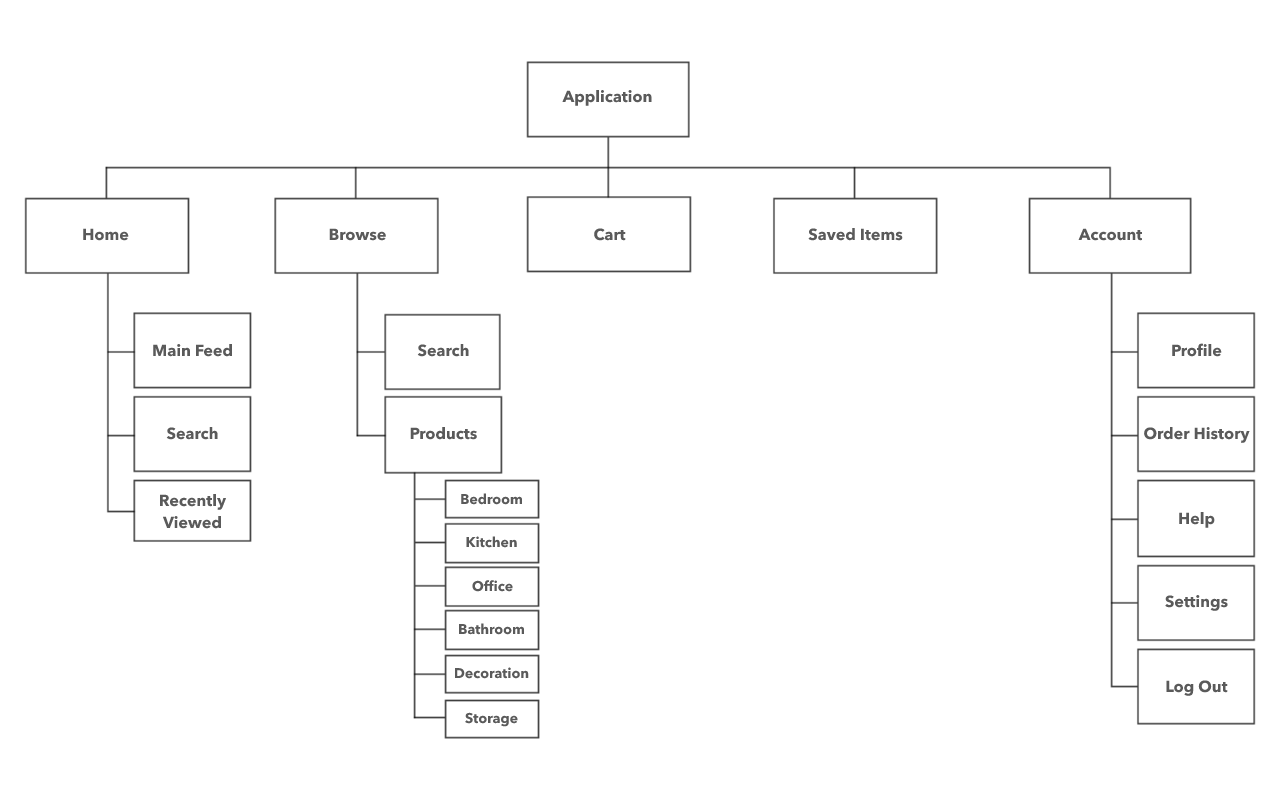 Application
Home
Browse
Cart
Saved Items
Account
Main Feed
Search
Recently
Viewed
Search
Products
Bedroom
Kitchen
Office
Bathroom
Decoration
Storage
Profile
Order History
Help
Settings
Log Out